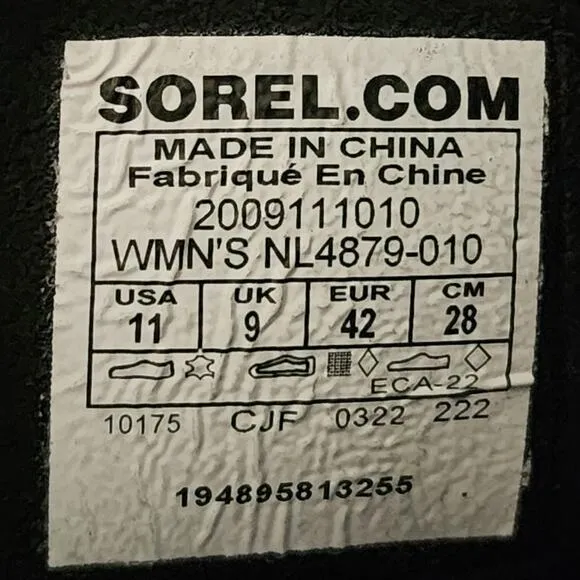 SOREL.COM
MADE IN CHINA
Fabriqué En Chine
2009111010
WMN'S NL4879-010
USA UK EUR CM
11 9 42 28
ECA-22
10175 CJF 0322 222
194895813255